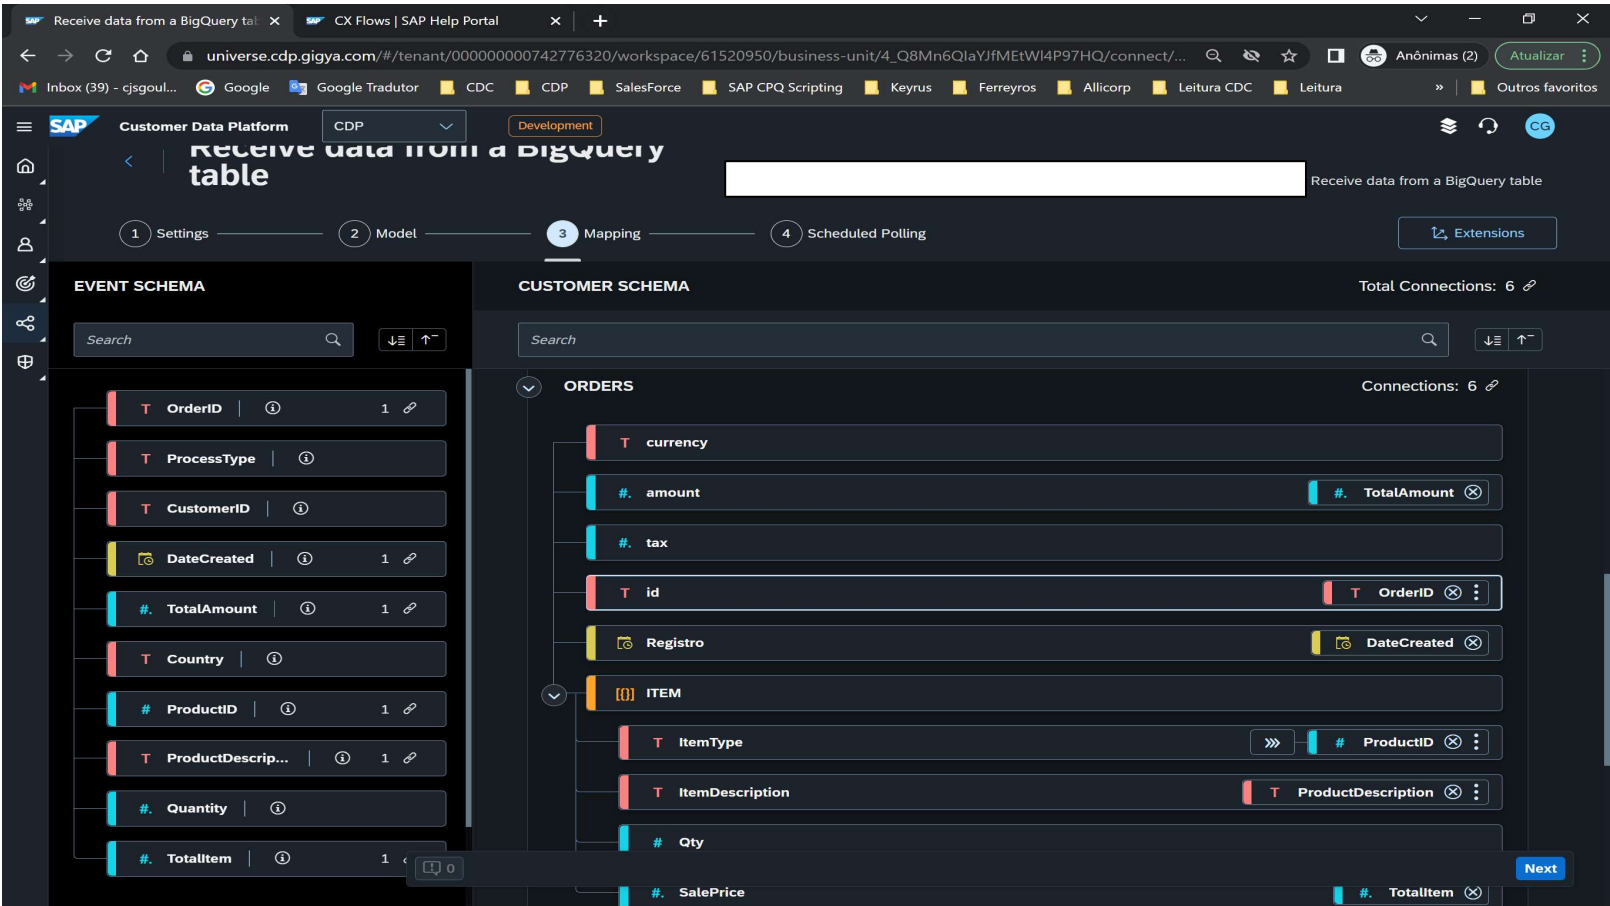 Receive data from a BigQuery tal
CX Flows | SAP Help Portal
universe.cdp.gigya.com/#/tenant/000000000742776320/workspace/61520950/business-unit/4_Q8Mn6QlaYJfMEtWl4P97HQ/connect/...
Anônimas (2)
Atualizar
Inbox (39) - cjsgoul...
Google
Google Tradutor
CDC
CDP
SalesForce
SAP CPQ Scripting
Keyrus
Ferreyros
Allicorp
Leitura CDC
Leitura
»
Outros favoritos
SAP
Customer Data Platform
CDP
Development
CG
Receive data from a BigQuery
table
Receive data from a BigQuery table
1 Settings
2 Model
3 Mapping
4 Scheduled Polling
Extensions
EVENT SCHEMA
CUSTOMER SCHEMA
Total Connections: 6
Search
Search
T OrderID 1
T ProcessType
T CustomerID
DateCreated 1
#. TotalAmount 1
T Country
# ProductID 1
T ProductDescrip... 1
#. Quantity
#. TotalItem 1
ORDERS
Connections: 6
T currency
#. amount
#. TotalAmount
#. tax
T id
T OrderID
Registro
DateCreated
[{}] ITEM
T ItemType
# ProductID
T ItemDescription
T ProductDescription
# Qty
0
Next
#. SalePrice
#. TotalItem